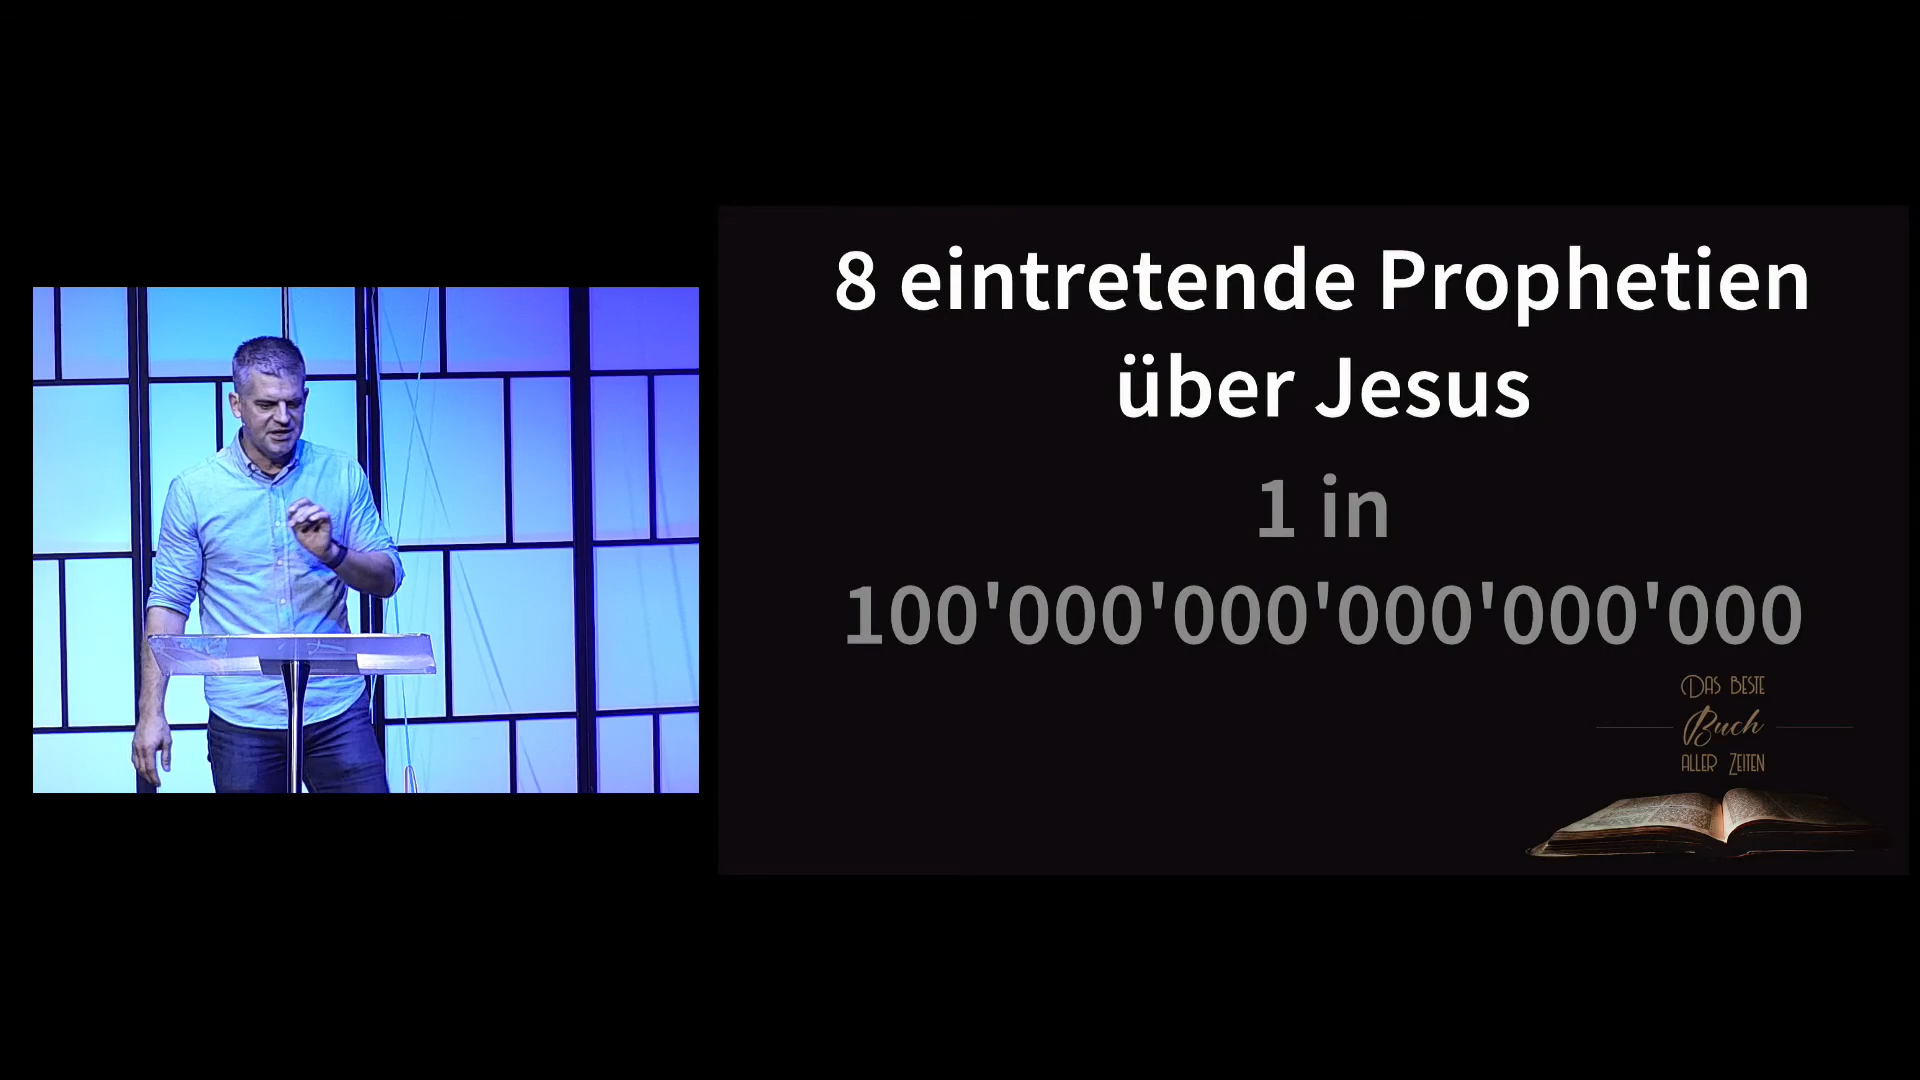 8 eintretende Prophetien
über Jesus
1 in
100'000'000'000'000'000
Das beste
Buch
aller Zeiten